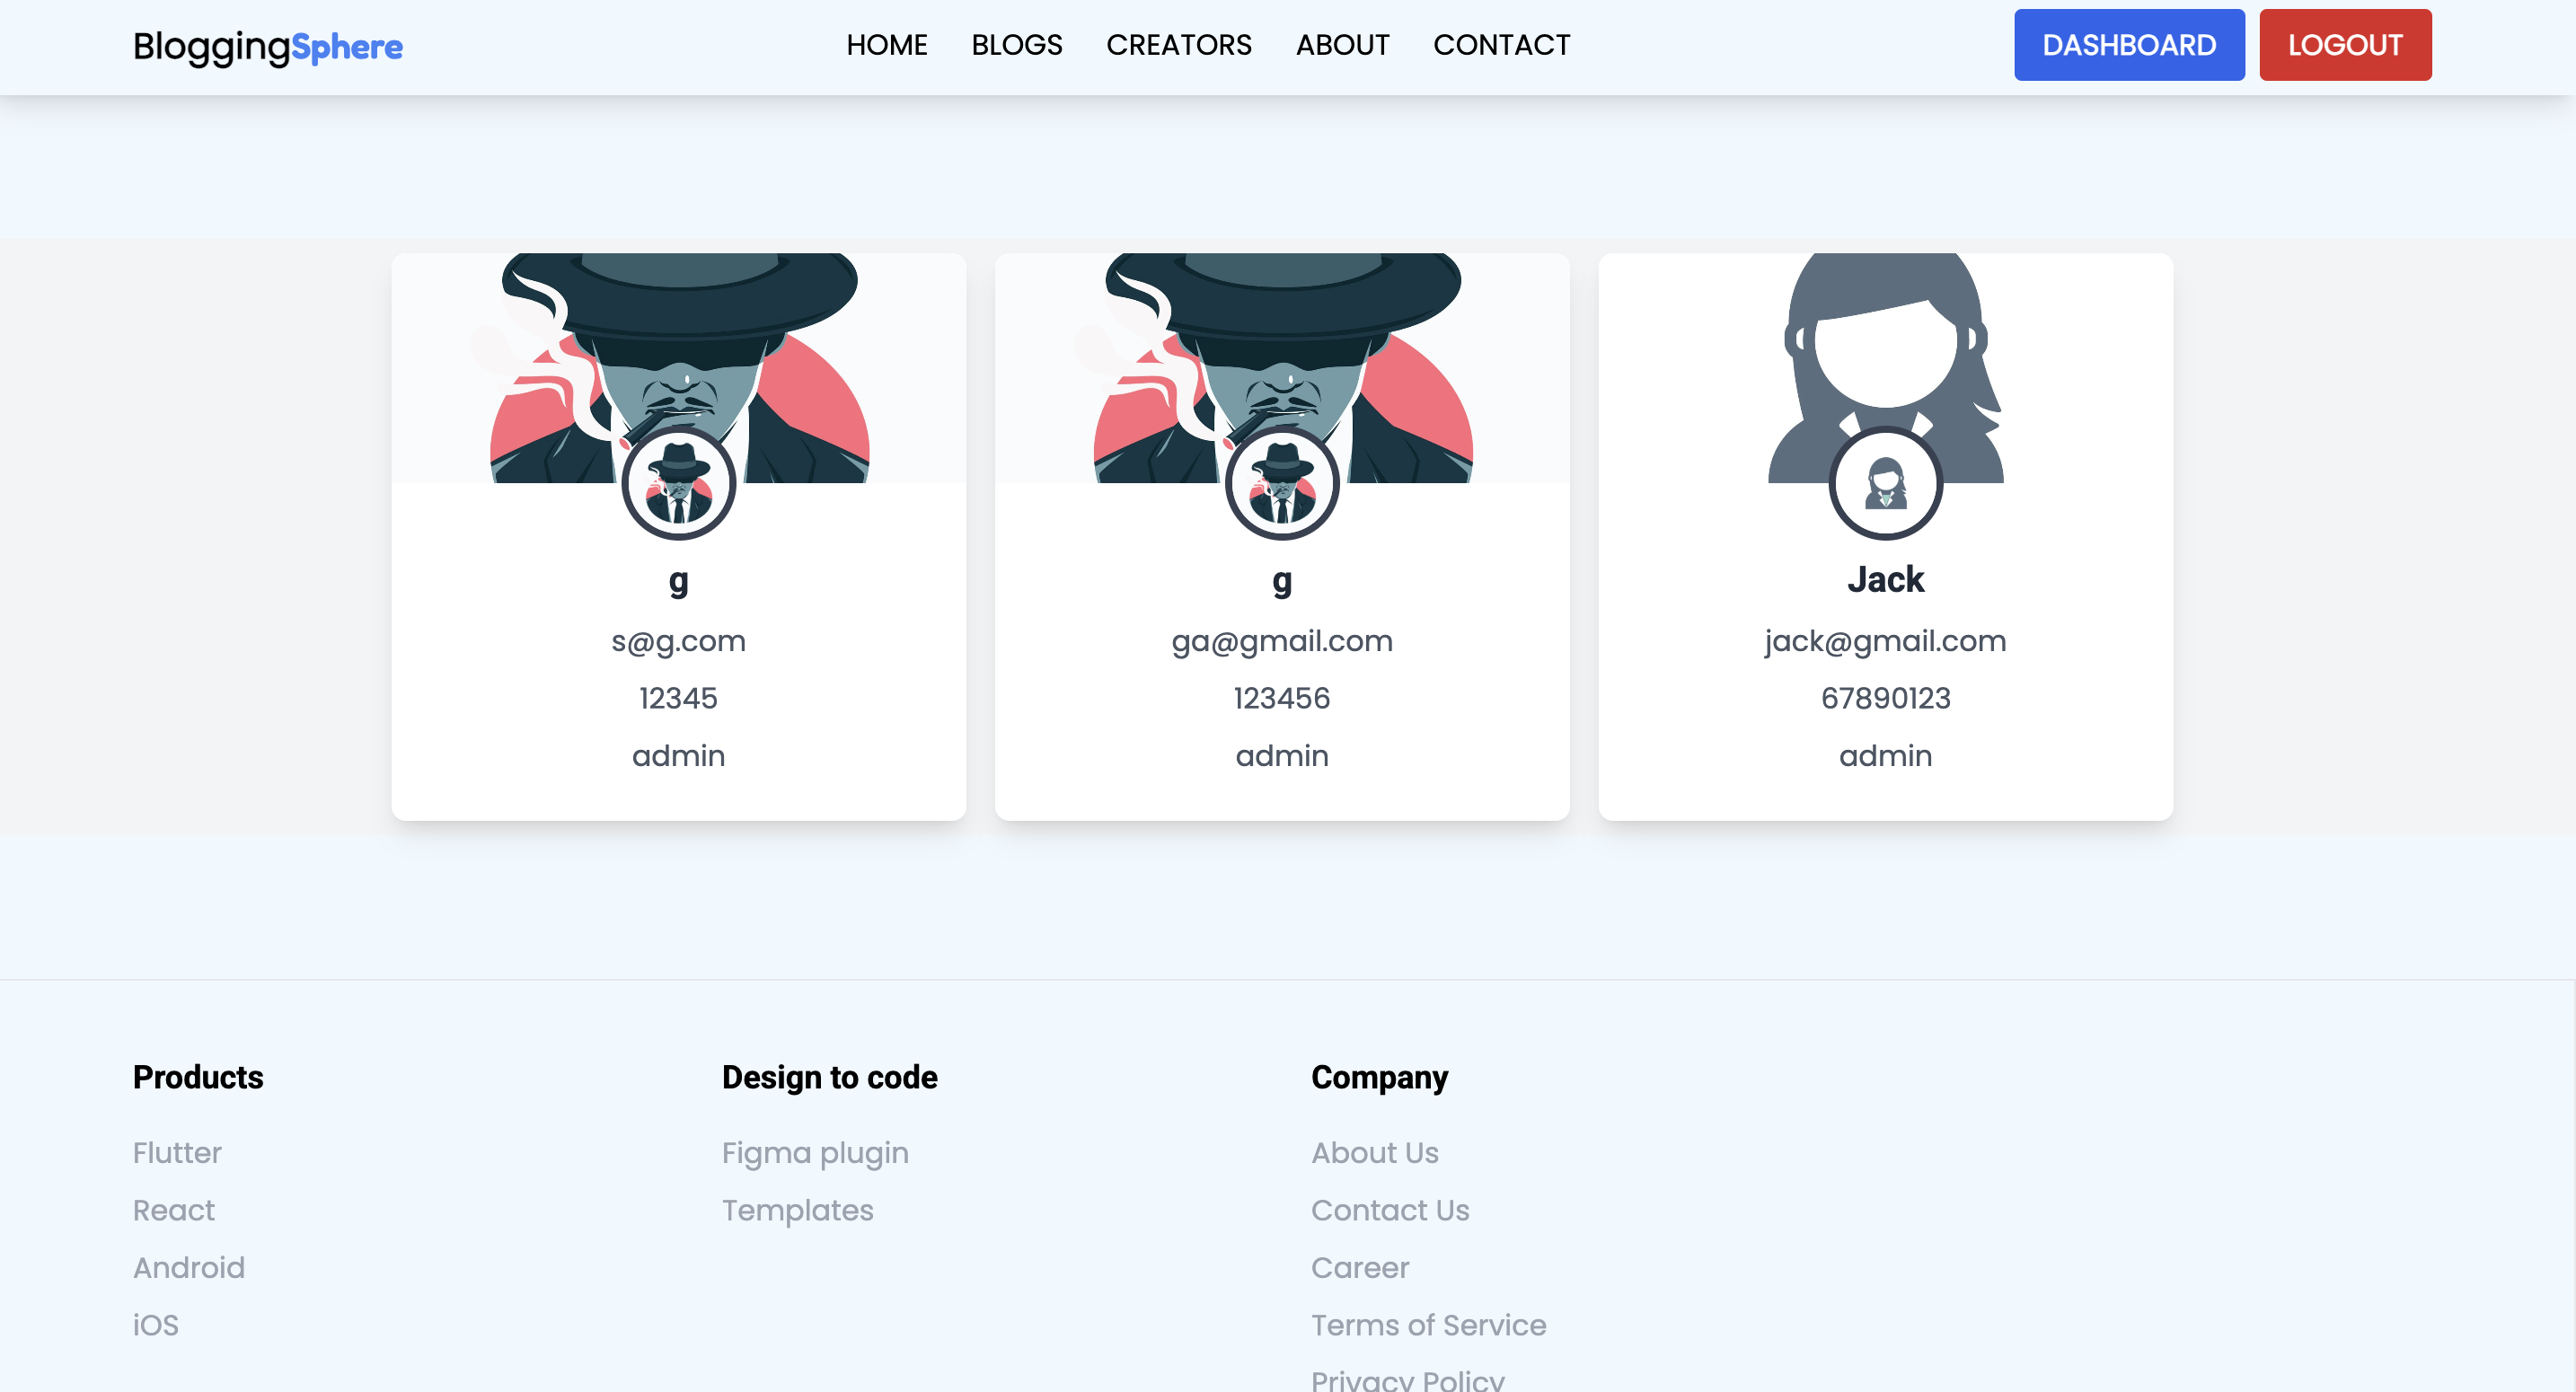 BloggingSphere
HOME BLOGS CREATORS ABOUT CONTACT
DASHBOARD LOGOUT
g
s@g.com
12345
admin
g
ga@gmail.com
123456
admin
Jack
jack@gmail.com
67890123
admin
Products
Flutter
React
Android
iOS
Design to code
Figma plugin
Templates
Company
About Us
Contact Us
Career
Terms of Service
Privacy Policy